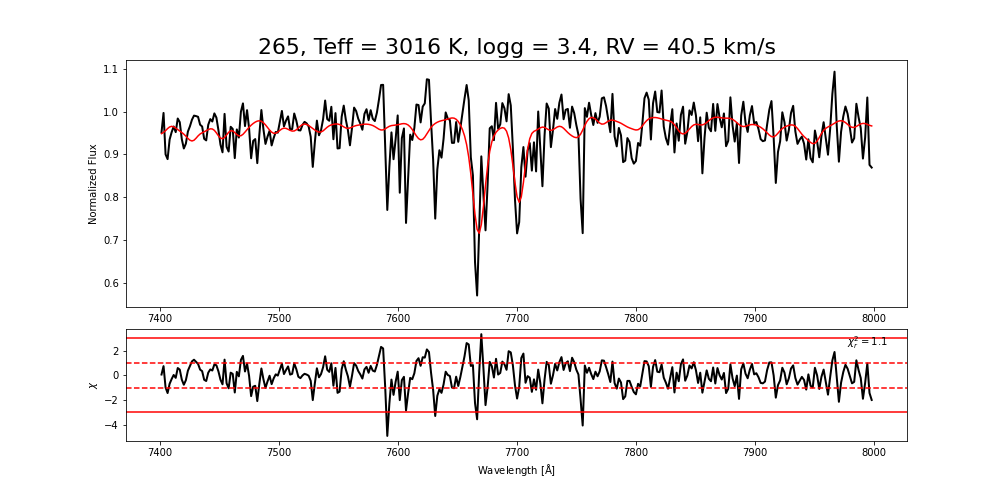 265, Teff = 3016 K, logg = 3.4, RV = 40.5 km/s
1.1
1.0
0.9
0.8
0.7
0.6
Normalized Flux
7400 7500 7600 7700 7800 7900 8000
χ²ᵣ = 1.1
2
0
−2
−4
χ
7400 7500 7600 7700 7800 7900 8000
Wavelength [Å]